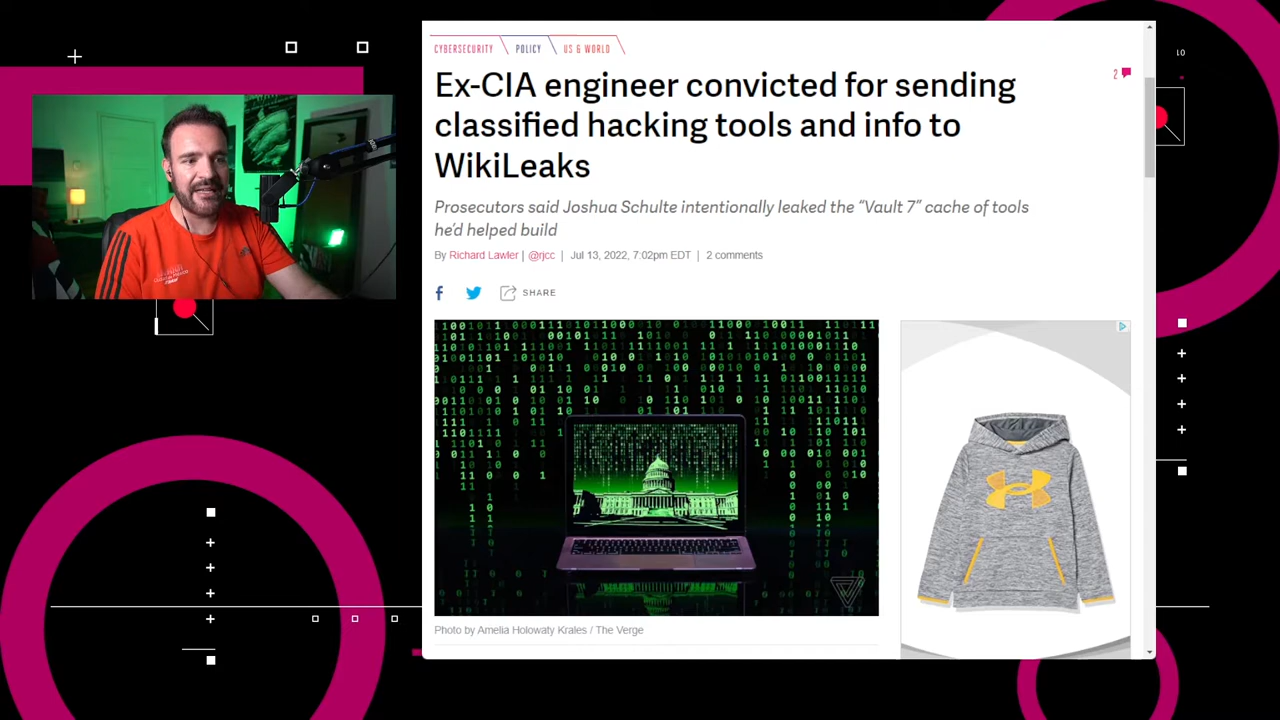 CYBERSECURITY POLICY US & WORLD
Ex-CIA engineer convicted for sending
classified hacking tools and info to
WikiLeaks
2
Prosecutors said Joshua Schulte intentionally leaked the “Vault 7” cache of tools
he’d helped build
By Richard Lawler | @rjcc | Jul 13, 2022, 7:02pm EDT | 2 comments
SHARE
Photo by Amelia Holowaty Krales / The Verge